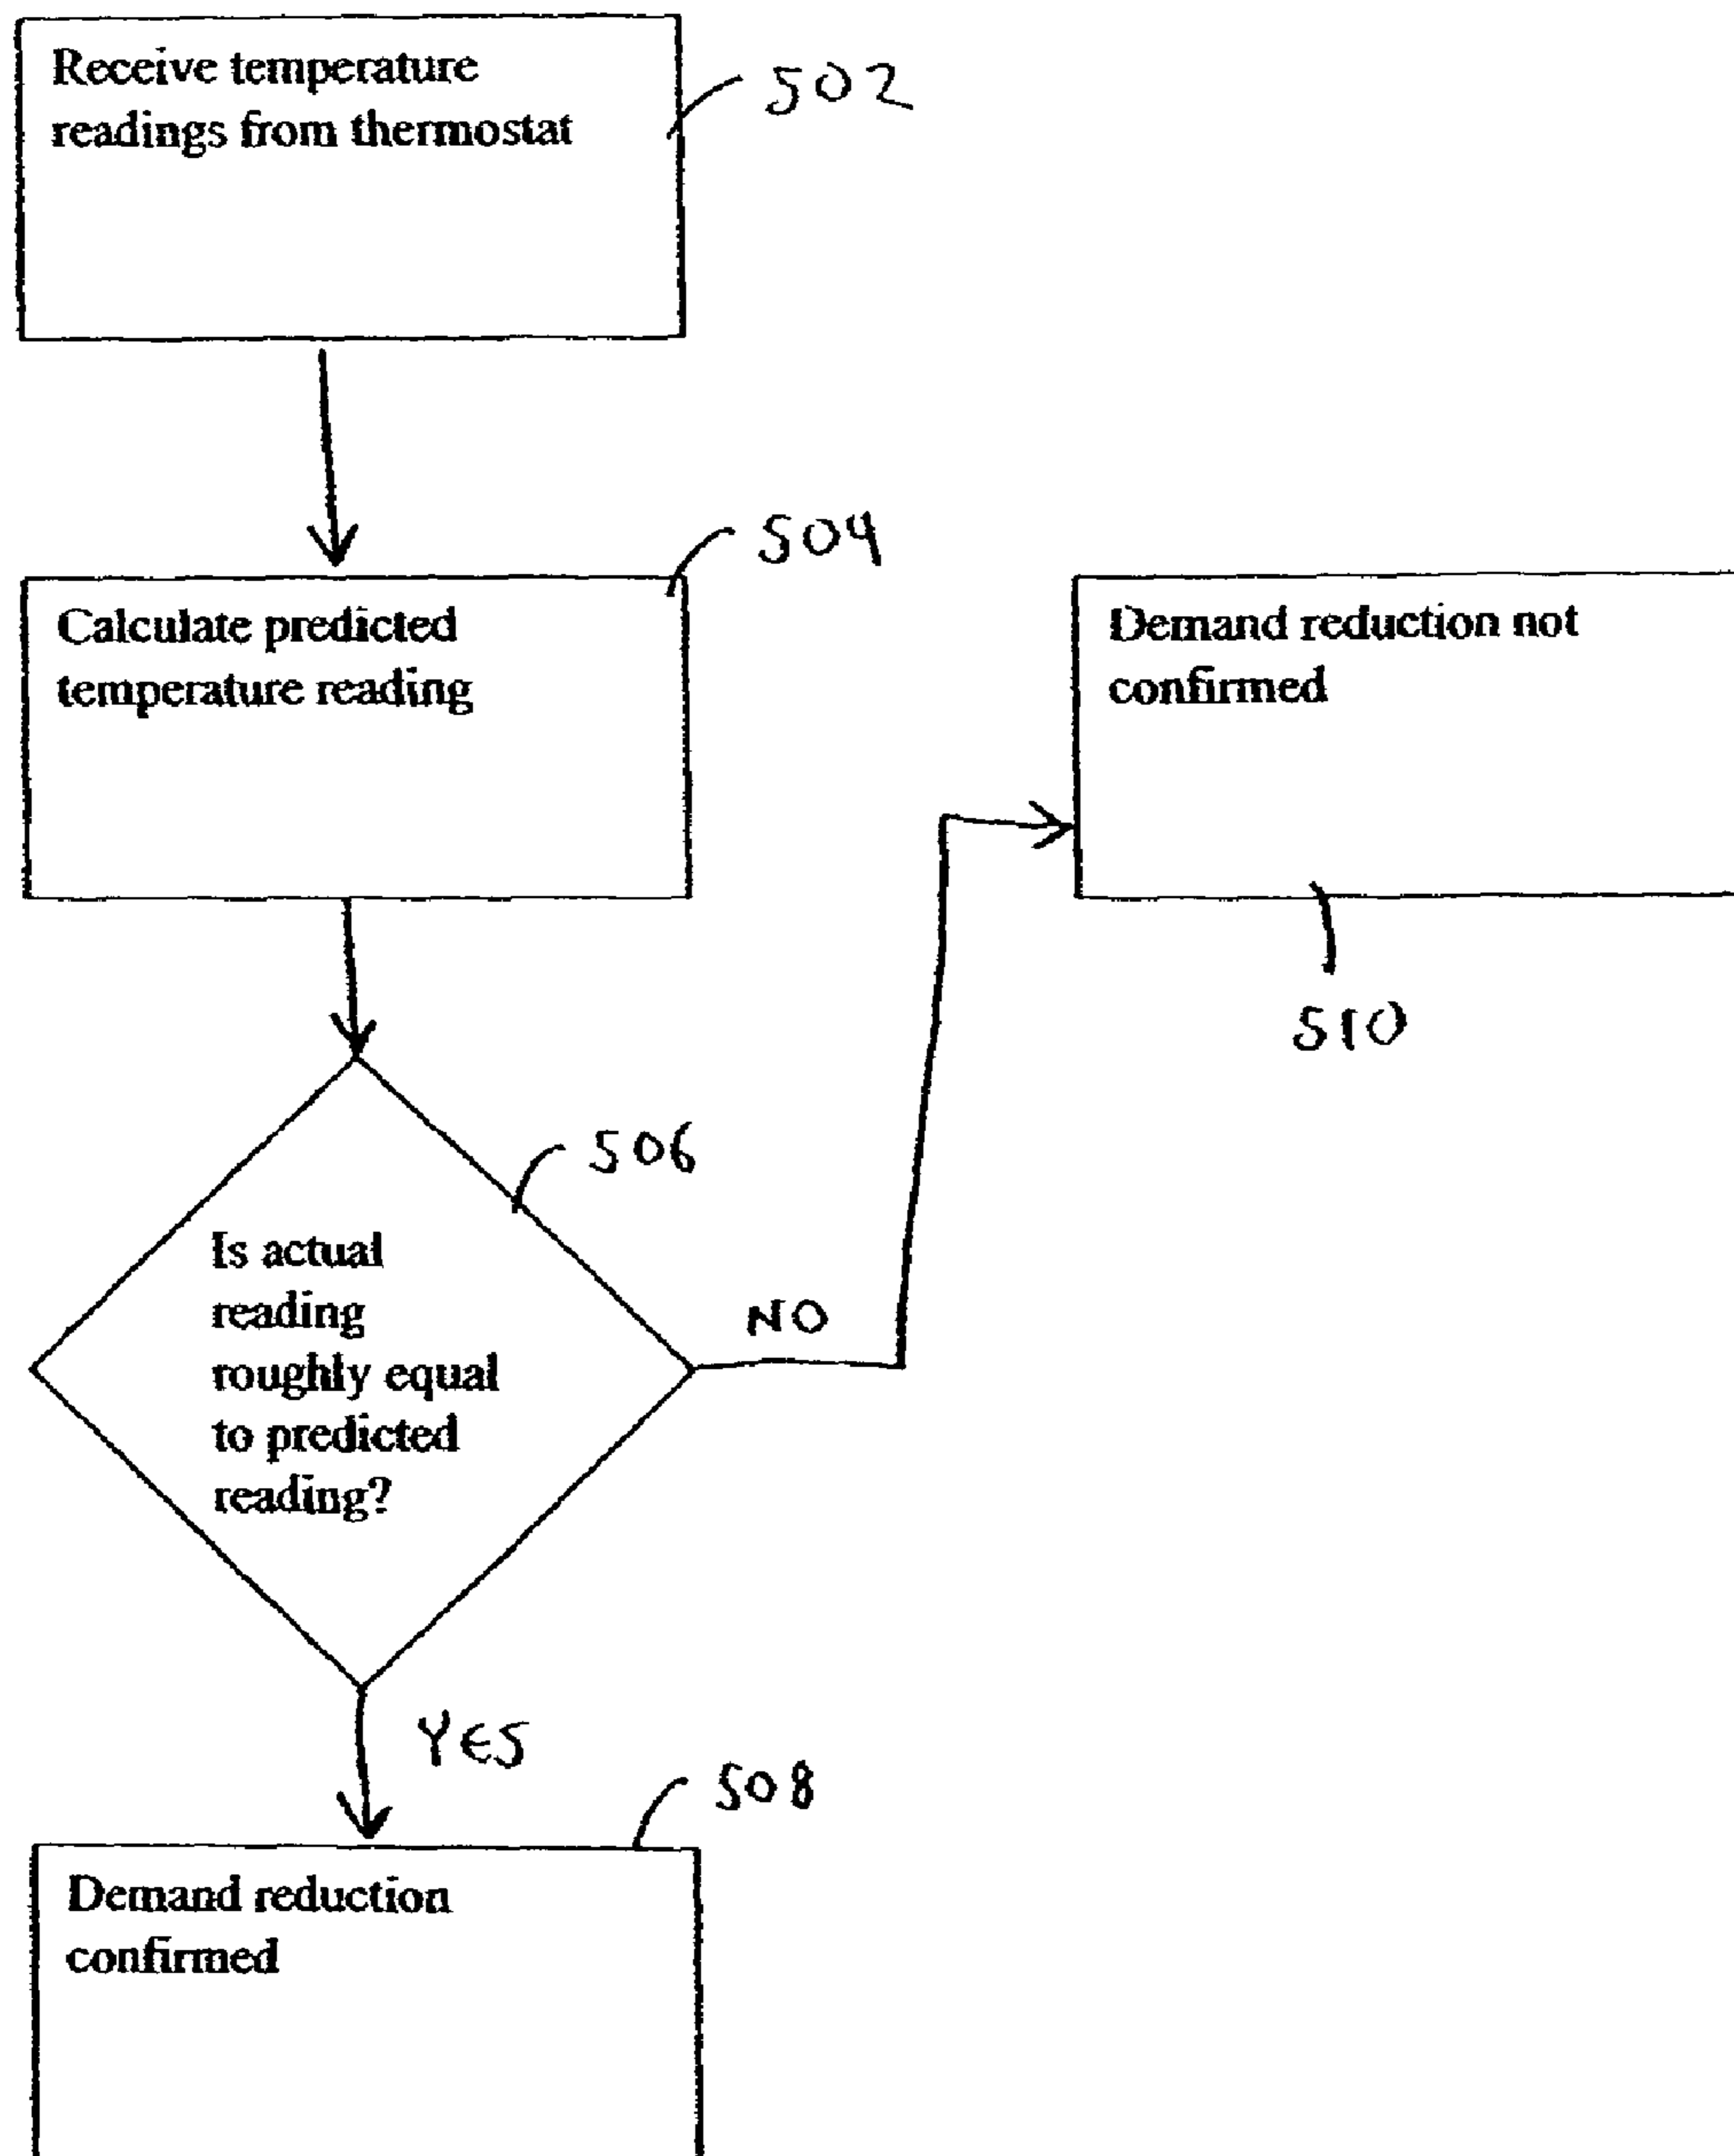 Receive temperature
readings from thermostat
502
504
Calculate predicted
temperature reading
Demand reduction not
confirmed
510
506
Is actual
reading
roughly equal
to predicted
reading?
NO
YES
508
Demand reduction
confirmed